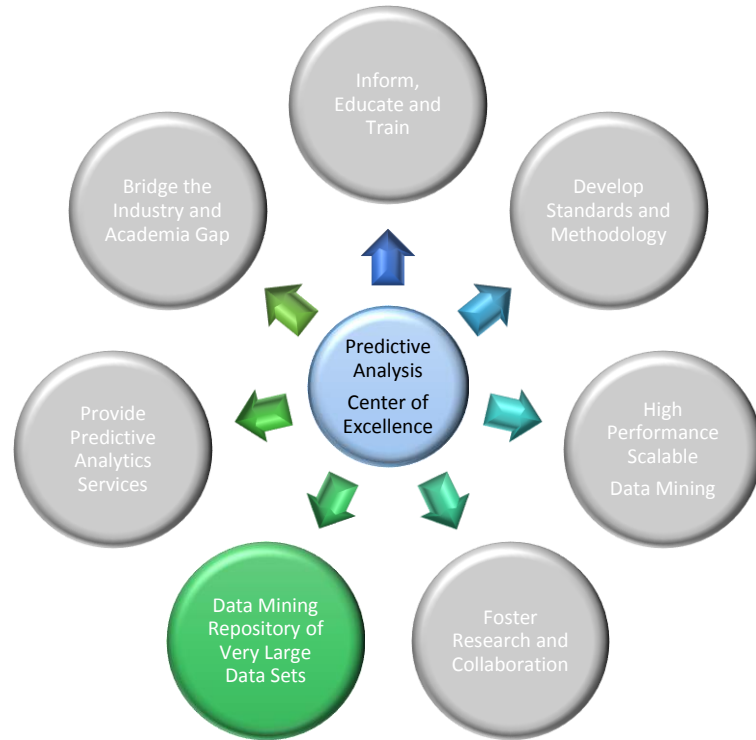 Inform,
Educate and
Train
Bridge the
Industry and
Academia Gap
Develop
Standards and
Methodology
Predictive
Analysis
Center of
Excellence
Provide
Predictive
Analytics
Services
High
Performance
Scalable
Data Mining
Data Mining
Repository of
Very Large
Data Sets
Foster
Research and
Collaboration